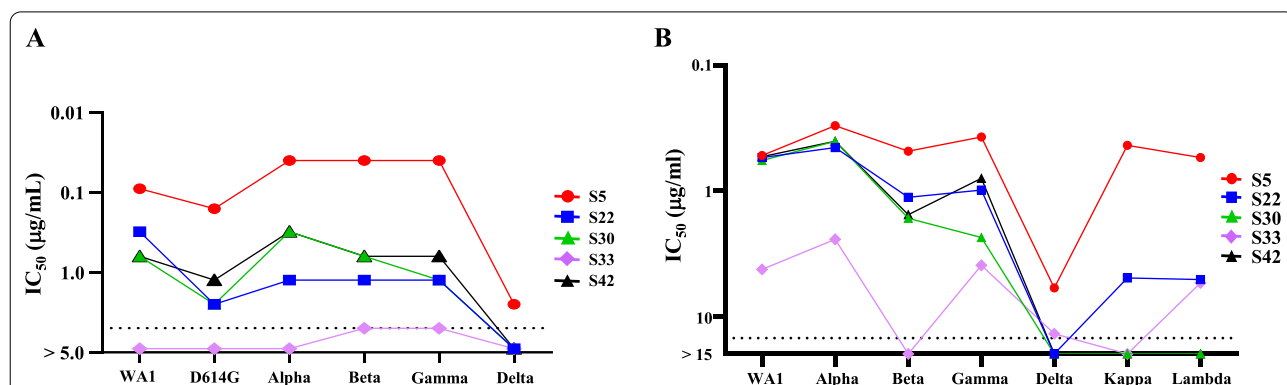 A
IC50 (μg/mL)
0.01
0.1
1.0
> 5.0
WA1 D614G Alpha Beta Gamma Delta
S5
S22
S30
S33
S42
B
IC50 (μg/ml)
0.1
1
10
> 15
WA1 Alpha Beta Gamma Delta Kappa Lambda
S5
S22
S30
S33
S42